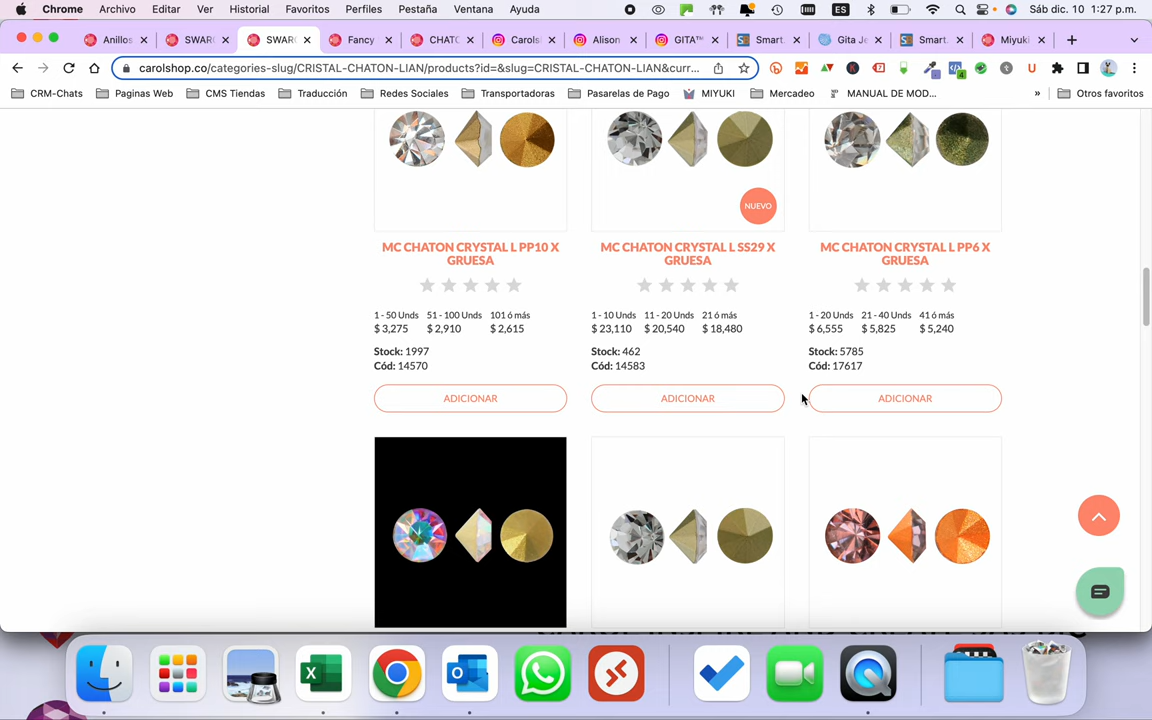 Chrome Archivo Editar Ver Historial Favoritos Perfiles Pestaña Ventana Ayuda ES Sáb dic. 10 1:27 p.m.
Anillos SWARO SWARO Fancy CHATO Carols Alison GITA™ Smart. Gita Je Smart. Miyuki
carolshop.co/categories-slug/CRISTAL-CHATON-LIAN/products?id=&slug=CRISTAL-CHATON-LIAN&curr...
CRM-Chats Paginas Web CMS Tiendas Traducción Redes Sociales Transportadoras Pasarelas de Pago MIYUKI Mercadeo MANUAL DE MOD... » Otros favoritos
NUEVO
MC CHATON CRYSTAL L PP10 X GRUESA
1 - 50 Unds 51 - 100 Unds 101 ó más
$ 3,275 $ 2,910 $ 2,615
Stock: 1997
Cód: 14570
ADICIONAR
MC CHATON CRYSTAL L SS29 X GRUESA
1 - 10 Unds 11 - 20 Unds 21 ó más
$ 23,110 $ 20,540 $ 18,480
Stock: 462
Cód: 14583
ADICIONAR
MC CHATON CRYSTAL L PP6 X GRUESA
1 - 20 Unds 21 - 40 Unds 41 ó más
$ 6,555 $ 5,825 $ 5,240
Stock: 5785
Cód: 17617
ADICIONAR